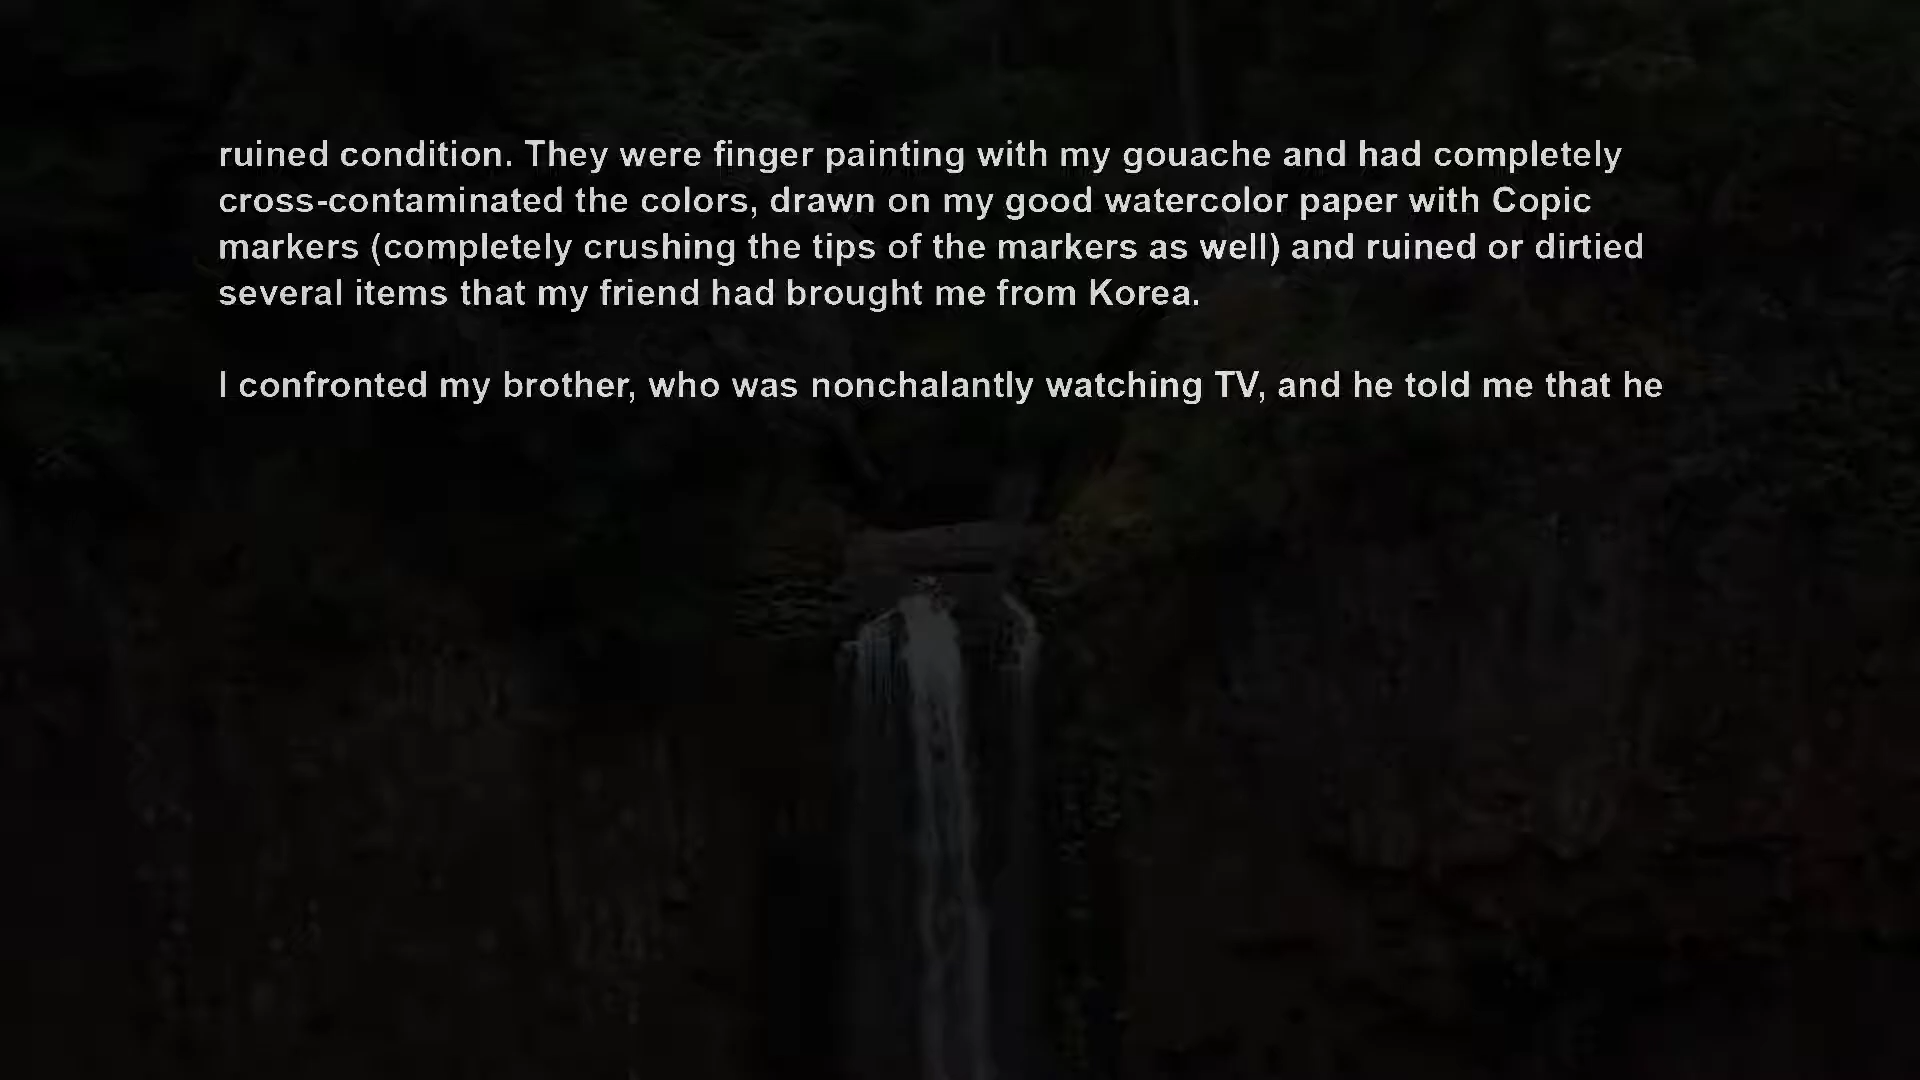 ruined condition. They were finger painting with my gouache and had completely
cross-contaminated the colors, drawn on my good watercolor paper with Copic
markers (completely crushing the tips of the markers as well) and ruined or dirtied
several items that my friend had brought me from Korea.
I confronted my brother, who was nonchalantly watching TV, and he told me that he